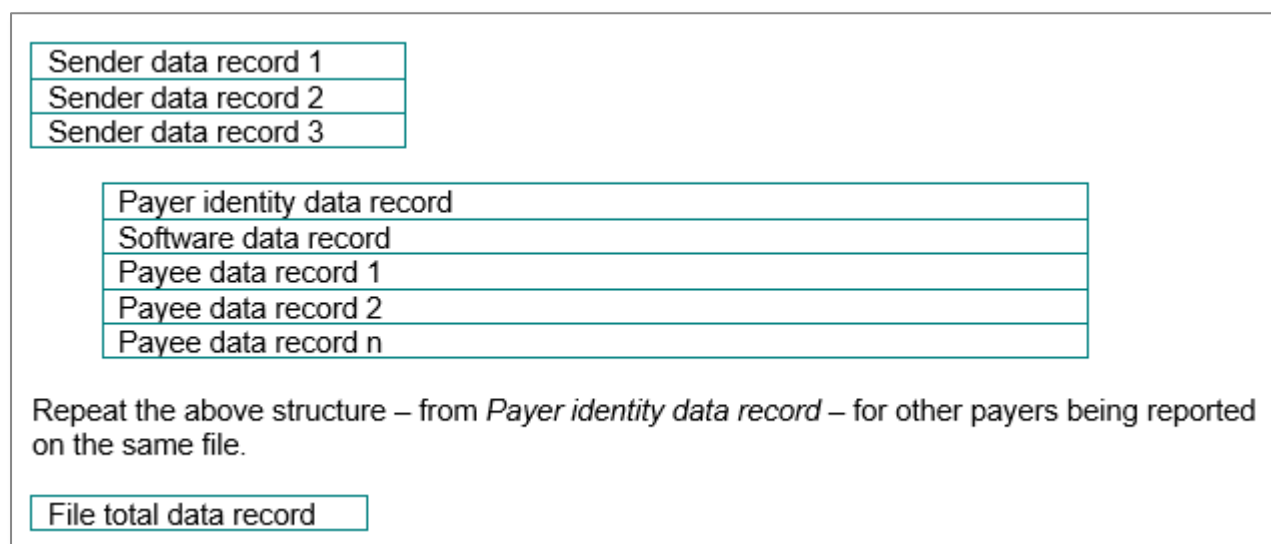 Sender data record 1
Sender data record 2
Sender data record 3
Payer identity data record
Software data record
Payee data record 1
Payee data record 2
Payee data record n
Repeat the above structure – from Payer identity data record – for other payers being reported
on the same file.
File total data record